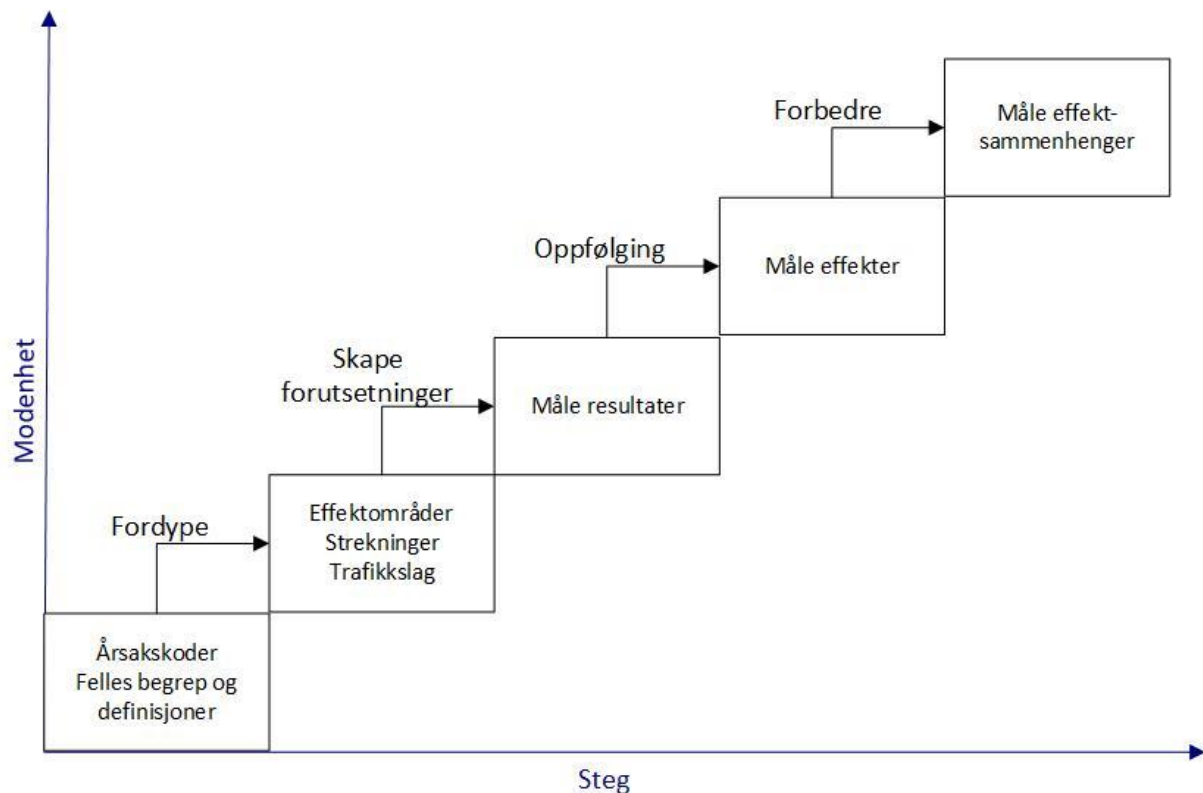 Forbedre
Måle effekt-
sammenhenger
Oppfølging
Måle effekter
Skape
forutsetninger
Måle resultater
Fordype
Effektområder
Strekninger
Trafikkslag
Årsakskoder
Felles begrep og
definisjoner
Modenhet
Steg